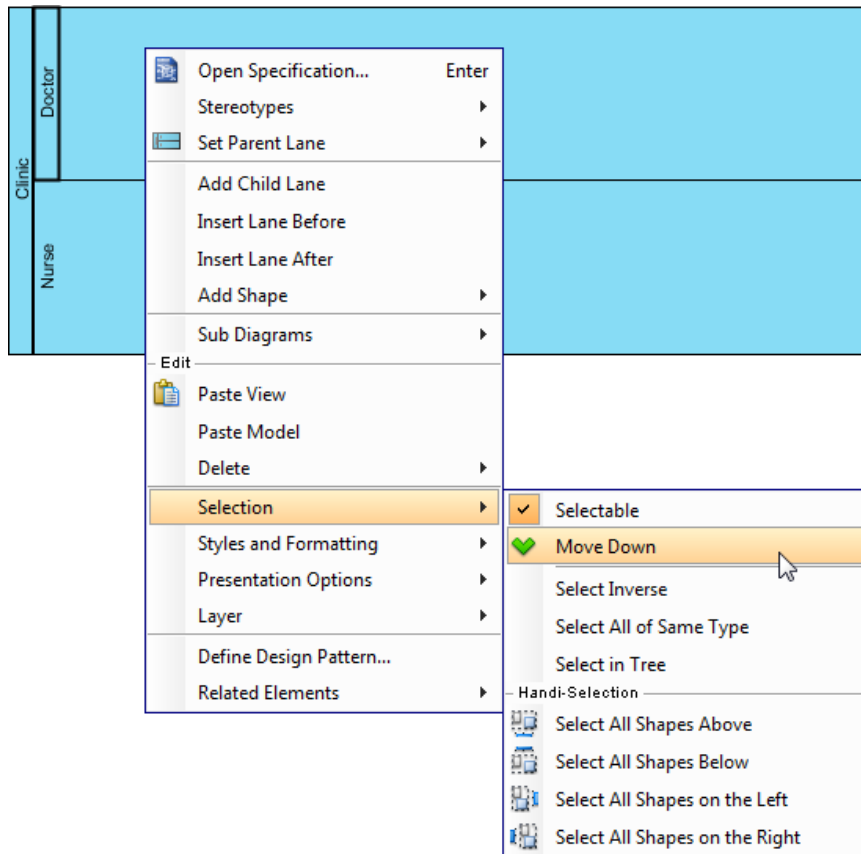 Clinic
Doctor
Nurse
Open Specification... Enter
Stereotypes
Set Parent Lane
Add Child Lane
Insert Lane Before
Insert Lane After
Add Shape
Sub Diagrams
Edit
Paste View
Paste Model
Delete
Selection
Styles and Formatting
Presentation Options
Layer
Define Design Pattern...
Related Elements
Selectable
Move Down
Select Inverse
Select All of Same Type
Select in Tree
Handi-Selection
Select All Shapes Above
Select All Shapes Below
Select All Shapes on the Left
Select All Shapes on the Right